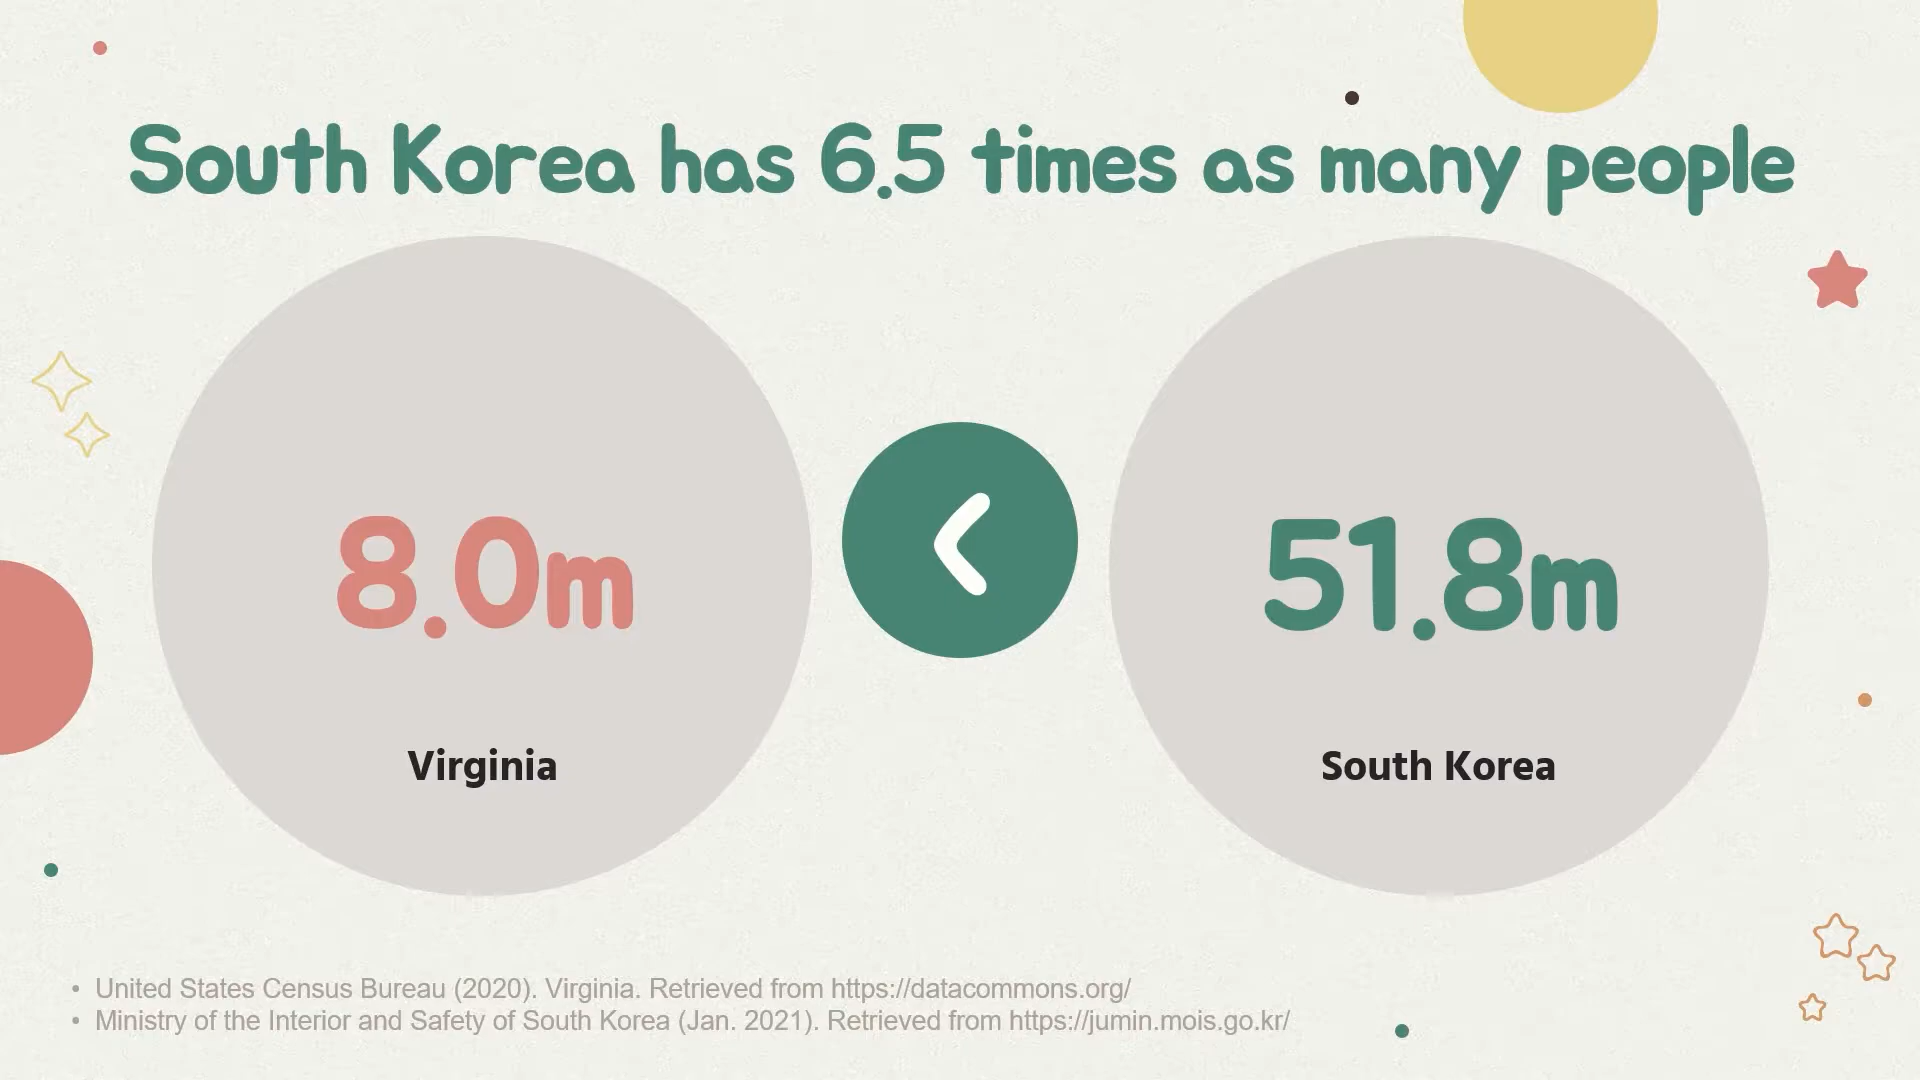 South Korea has 6.5 times as many people
8.0m
<
51.8m
Virginia
South Korea
• United States Census Bureau (2020). Virginia. Retrieved from https://datacommons.org/
• Ministry of the Interior and Safety of South Korea (Jan. 2021). Retrieved from https://jumin.mois.go.kr/